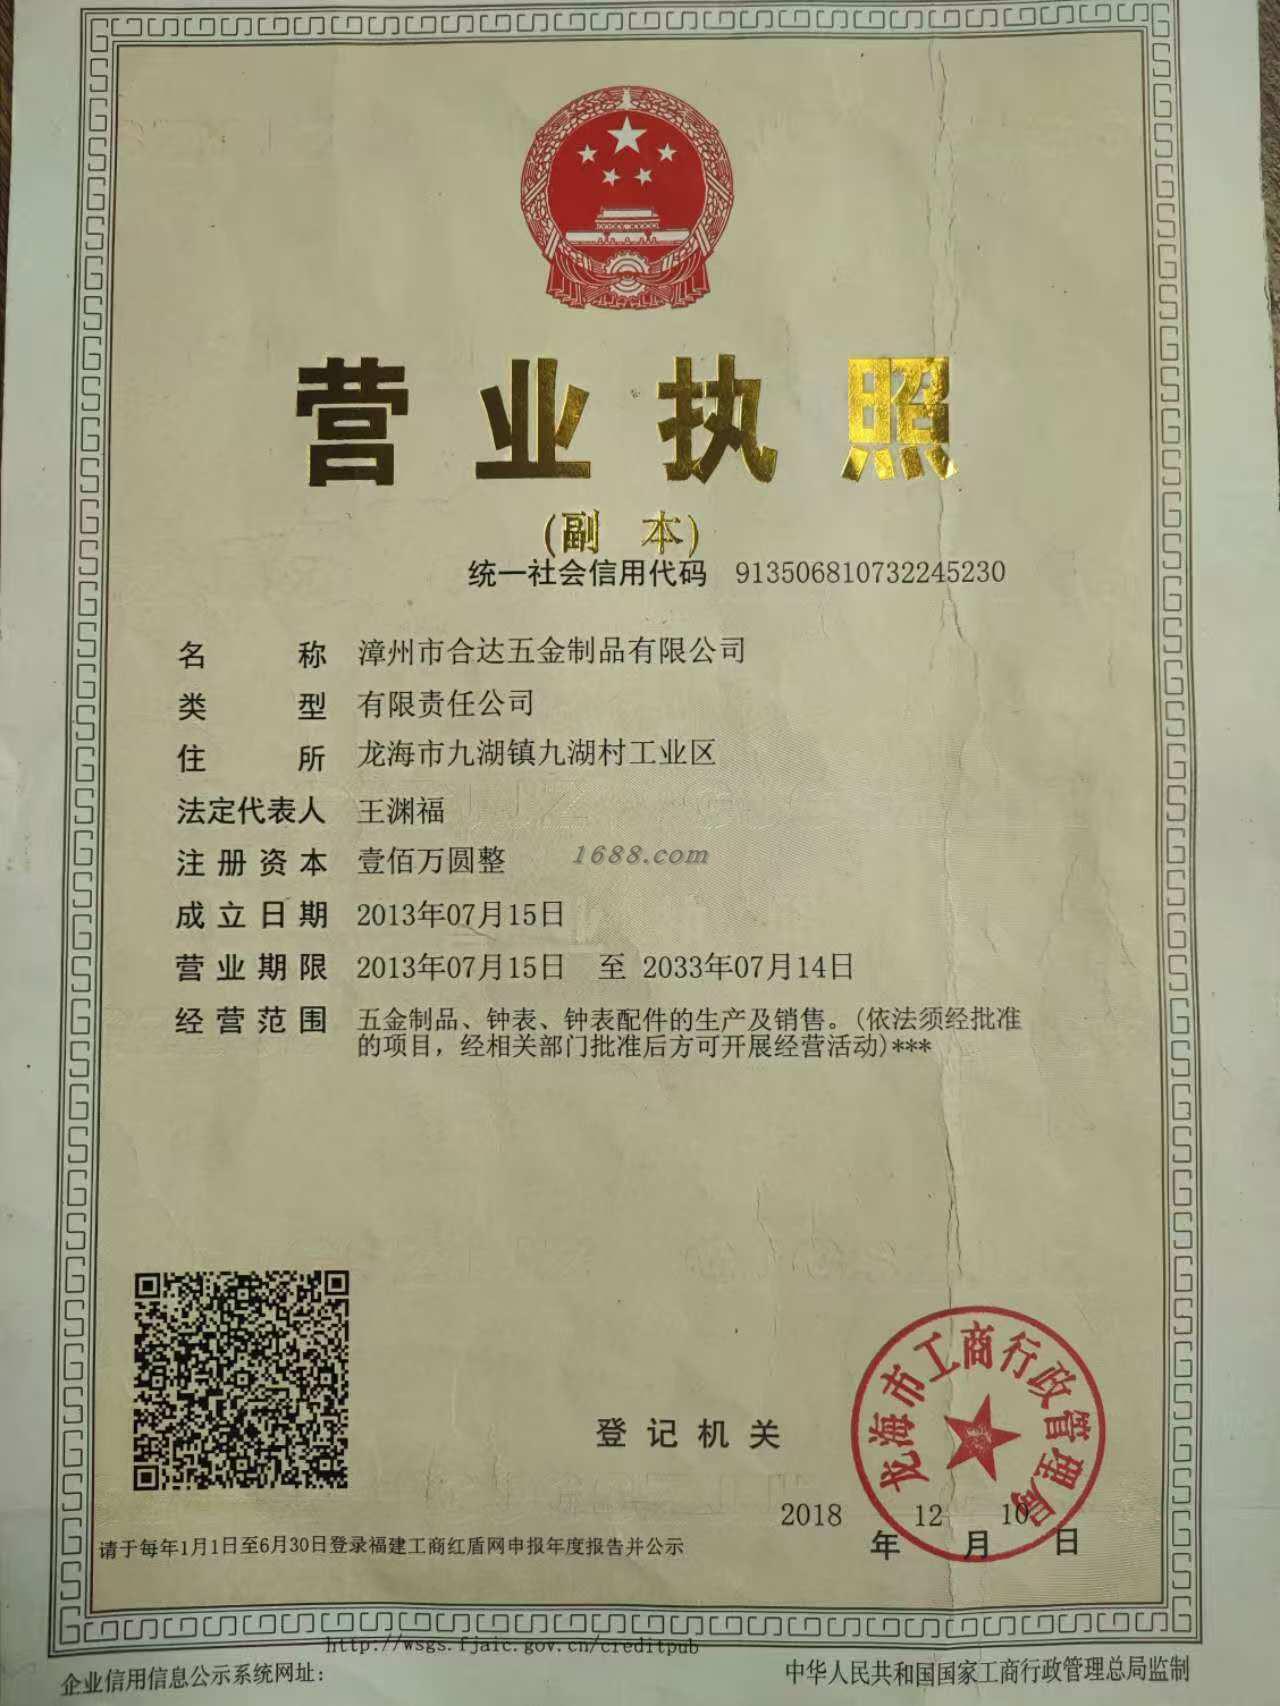 营业执照
(副 本)
统一社会信用代码 913506810732245230
名 称 漳州市合达五金制品有限公司
类 型 有限责任公司
住 所 龙海市九湖镇九湖村工业区
法定代表人 王渊福
注册资本 壹佰万圆整
1688.com
成立日期 2013年07月15日
营业期限 2013年07月15日 至 2033年07月14日
经营范围 五金制品、钟表、钟表配件的生产及销售。(依法须经批准
的项目，经相关部门批准后方可开展经营活动)***
龙海市工商行政管理局
登记机关
2018年12月10日
请于每年1月1日至6月30日登录福建工商红盾网申报年度报告并公示
http://wsgs.fjaic.gov.cn/creditpub
企业信用信息公示系统网址：
中华人民共和国国家工商行政管理总局监制